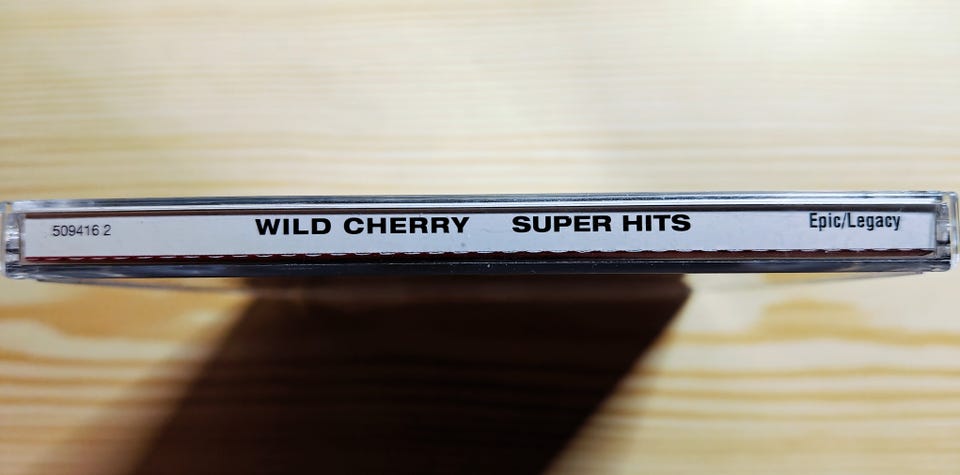 509416 2 WILD CHERRY SUPER HITS Epic/Legacy